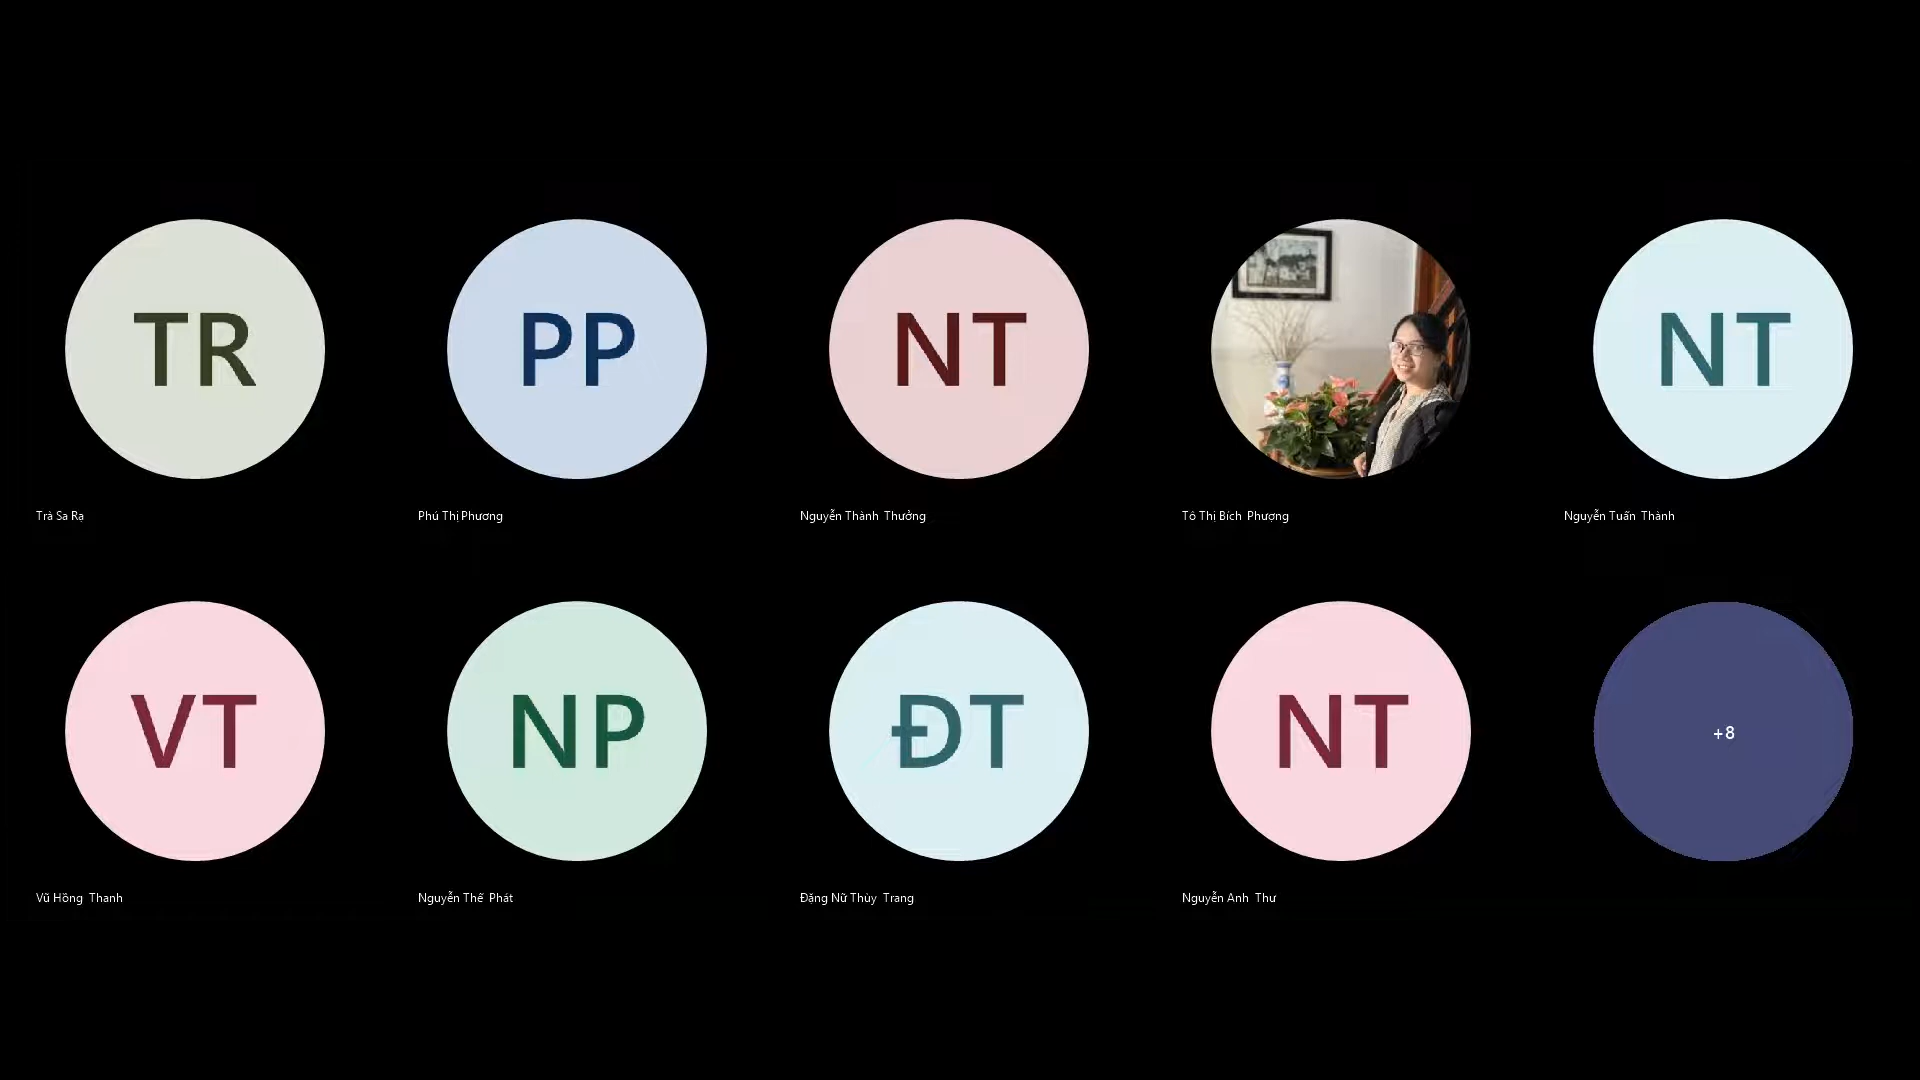 TR
PP
NT
NT
Trà Sa Rạ
Phú Thị Phương
Nguyễn Thành Thưởng
Tô Thị Bích Phượng
Nguyễn Tuấn Thành
VT
NP
ĐT
NT
+8
Vũ Hồng Thanh
Nguyễn Thế Phát
Đặng Nữ Thùy Trang
Nguyễn Anh Thư